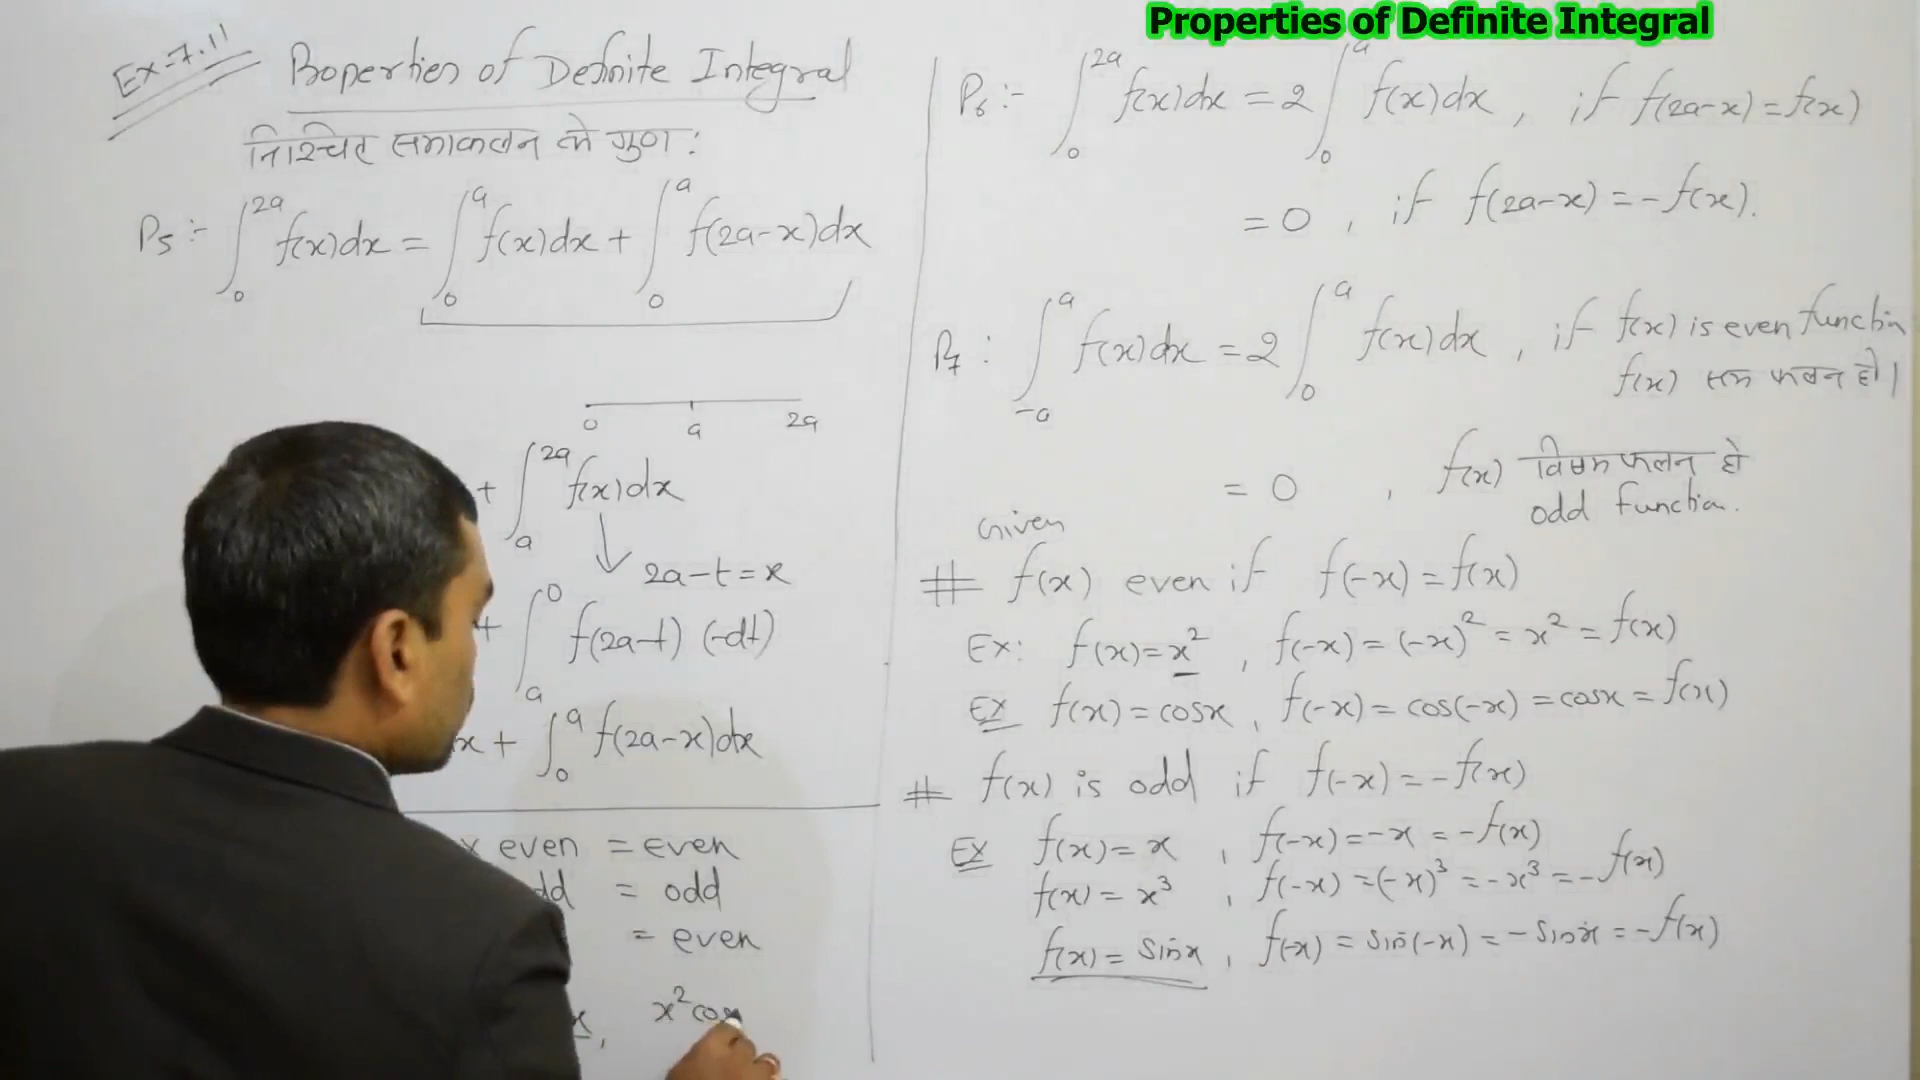 Properties of Definite Integral
Ex-7.11
Properties of Definite Integral
निश्चित समाकलन के गुण :
P₅ :- ∫₀^2a f(x)dx = ∫₀^a f(x)dx + ∫₀^a f(2a-x)dx
0 a 2a
+ ∫ₐ^2a f(x)dx
2a-t=x
+ ∫ₐ^0 f(2a-t) (-dt)
x + ∫₀^a f(2a-x)dx
x even = even
dd = odd
= even
x, x² cos
P₆ :- ∫₀^2a f(x)dx = 2 ∫₀^a f(x)dx , if f(2a-x)=f(x)
= 0 , if f(2a-x) = -f(x).
P₇ : ∫₋ₐ^a f(x)dx = 2 ∫₀^a f(x)dx , if f(x) is even function
f(x) सम फलन हो।
= 0 , f(x) विषम फलन हो
odd function.
Given
# f(x) even if f(-x) = f(x)
Ex: f(x) = x² , f(-x) = (-x)² = x² = f(x)
Ex f(x) = cosx , f(-x) = cos(-x) = cosx = f(x)
# f(x) is odd if f(-x) = -f(x)
Ex f(x) = x , f(-x) = -x = -f(x)
f(x) = x³ , f(-x) = (-x)³ = -x³ = -f(x)
f(x) = sinx , f(-x) = sin(-x) = -sinx = -f(x)